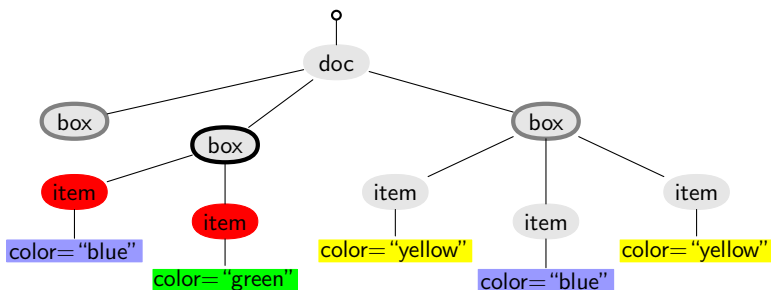 doc
box
box
box
item
item
item
item
item
color=“blue”
color=“green”
color=“yellow”
color=“blue”
color=“yellow”